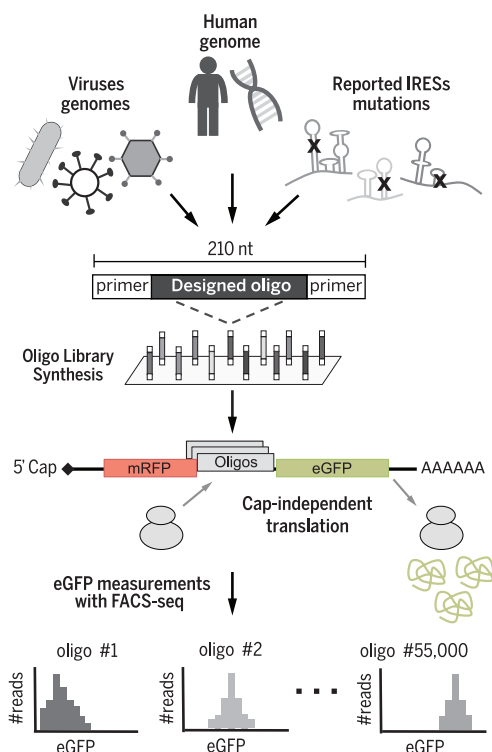 Human
genome
Viruses
genomes
Reported IRESs
mutations
X
X
X
210 nt
primer Designed oligo primer
Oligo Library
Synthesis
5' Cap mRFP Oligos eGFP AAAAAA
Cap-independent
translation
eGFP measurements
with FACS-seq
oligo #1 oligo #2 oligo #55,000
#reads #reads #reads
eGFP eGFP eGFP